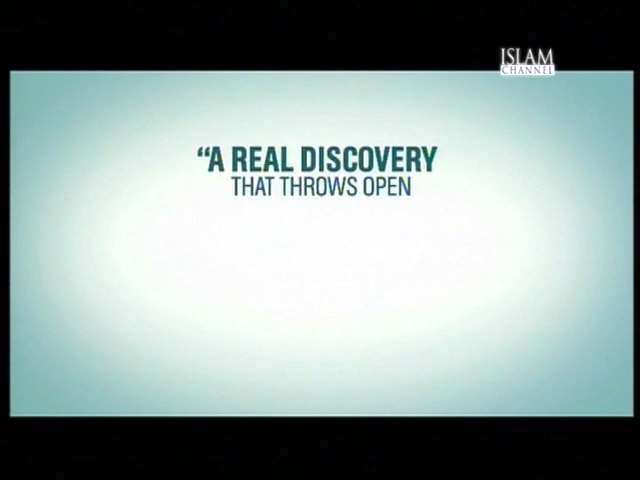 ISLAM
CHANNEL
“A REAL DISCOVERY
THAT THROWS OPEN